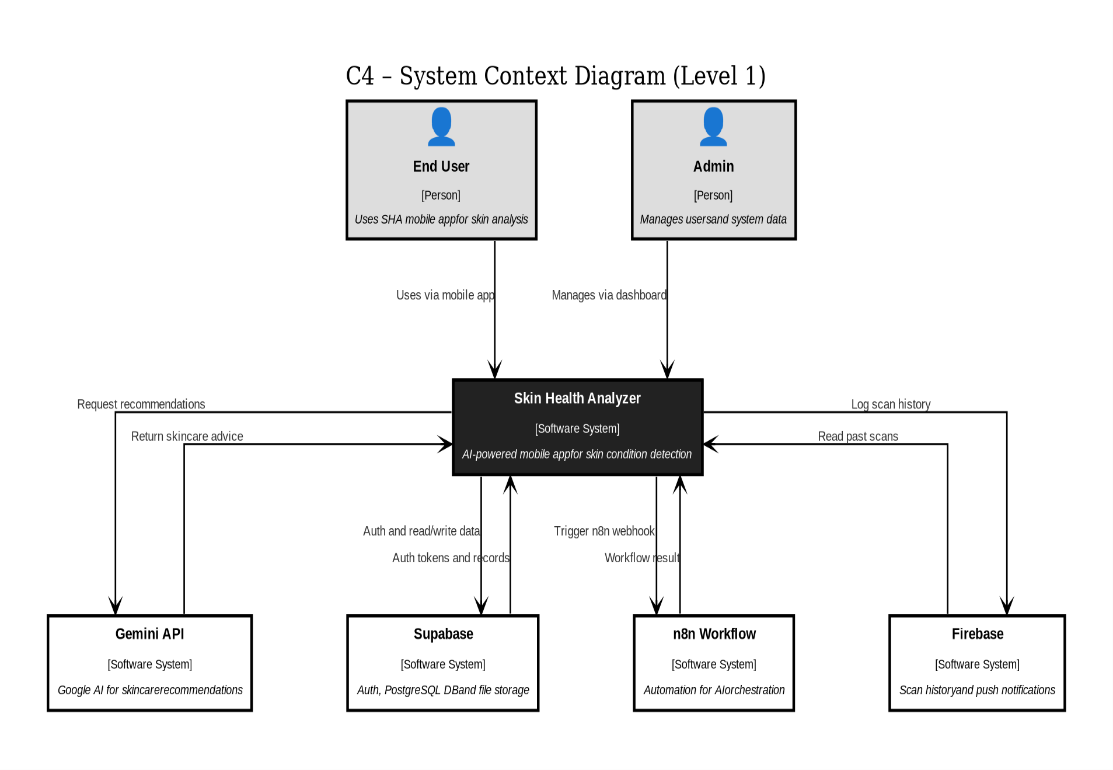 C4 – System Context Diagram (Level 1)
End User
[Person]
Uses SHA mobile appfor skin analysis
Admin
[Person]
Manages usersand system data
Uses via mobile app
Manages via dashboard
Skin Health Analyzer
[Software System]
AI-powered mobile appfor skin condition detection
Request recommendations
Return skincare advice
Log scan history
Read past scans
Auth and read/write data
Auth tokens and records
Trigger n8n webhook
Workflow result
Gemini API
[Software System]
Google AI for skincarerecommendations
Supabase
[Software System]
Auth, PostgreSQL DBand file storage
n8n Workflow
[Software System]
Automation for AIorchestration
Firebase
[Software System]
Scan historyand push notifications